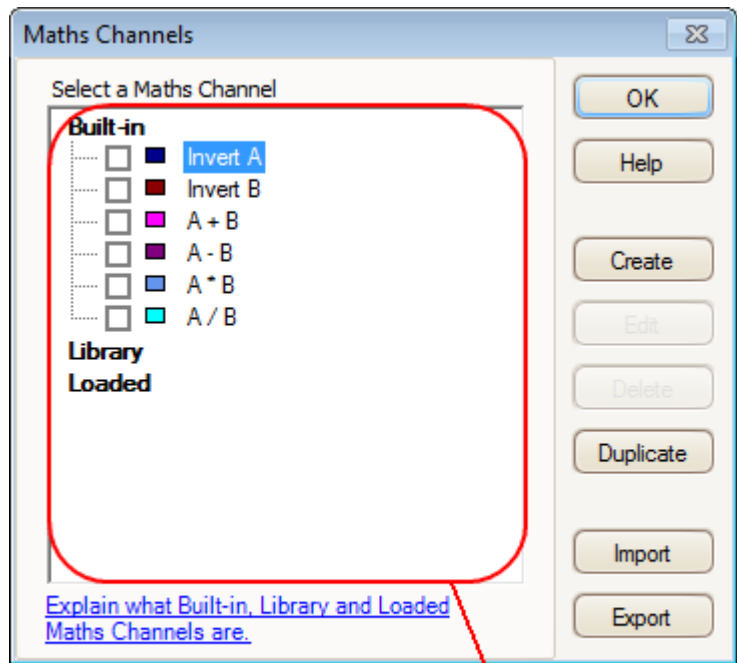 Maths Channels
Select a Maths Channel
Built-in
Invert A
Invert B
A + B
A - B
A * B
A / B
Library
Loaded
Explain what Built-in, Library and Loaded
Maths Channels are.
OK
Help
Create
Edit
Delete
Duplicate
Import
Export